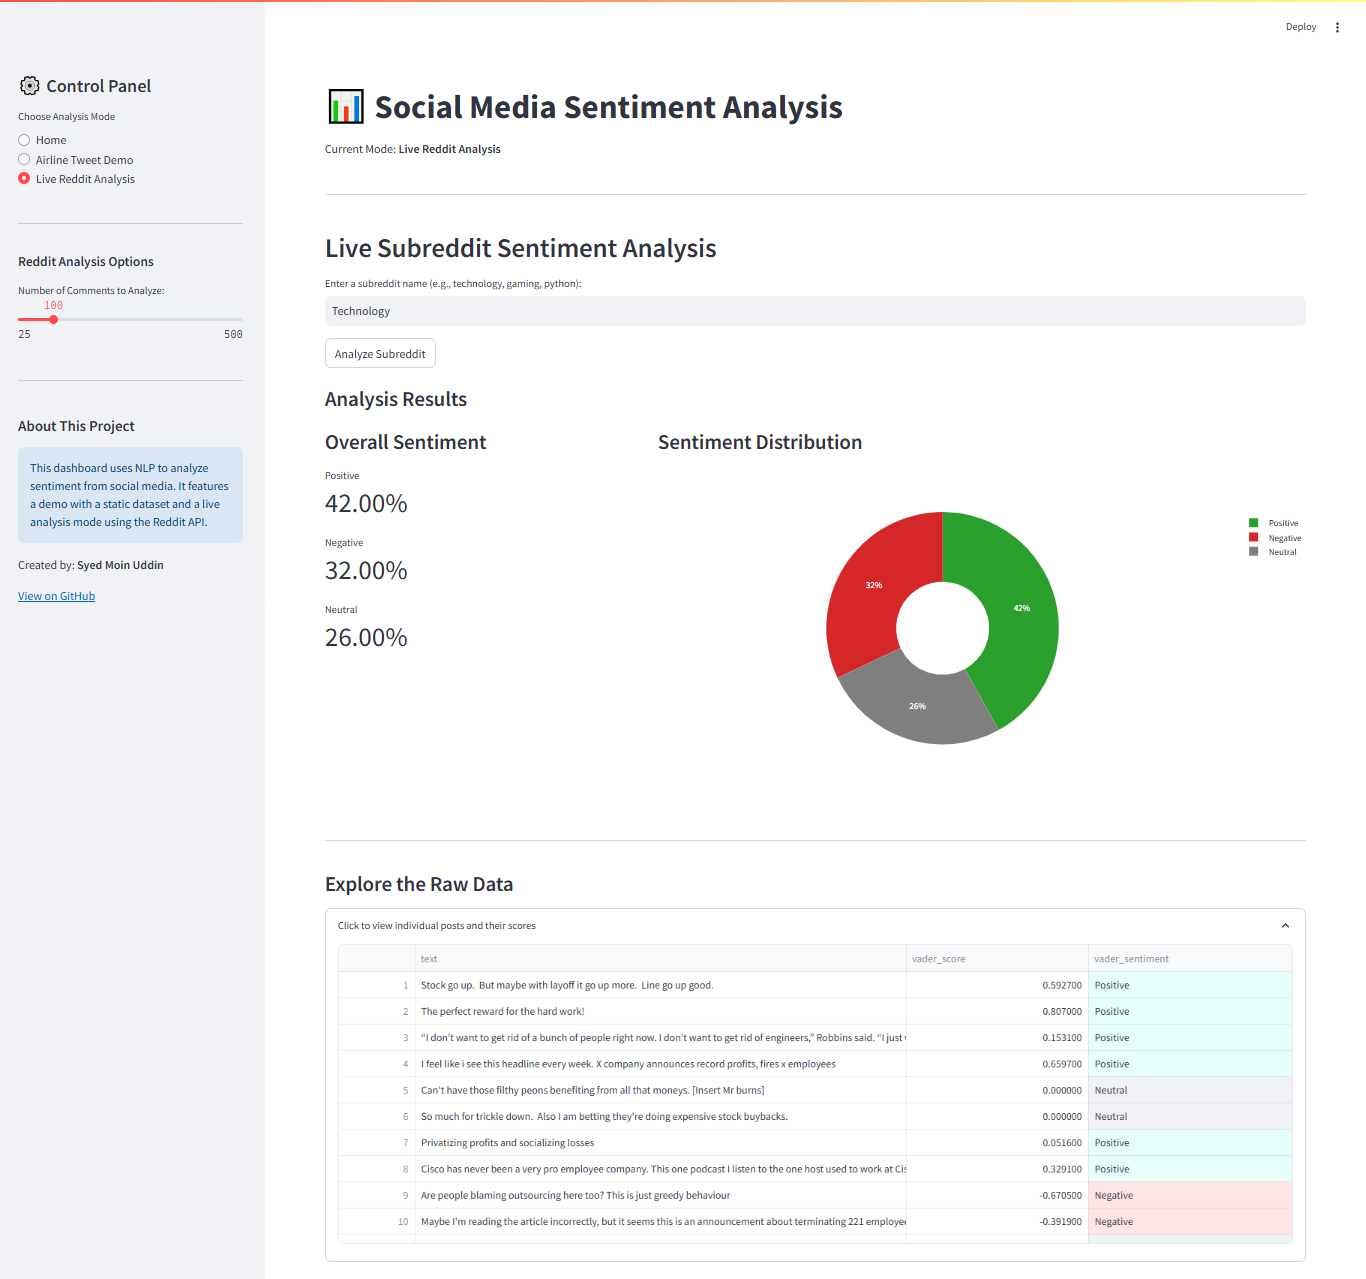 Deploy
Control Panel
Choose Analysis Mode
Home
Airline Tweet Demo
Live Reddit Analysis
Reddit Analysis Options
Number of Comments to Analyze:
100
25 500
About This Project
This dashboard uses NLP to analyze
sentiment from social media. It features
a demo with a static dataset and a live
analysis mode using the Reddit API.
Created by: Syed Moin Uddin
View on GitHub
Social Media Sentiment Analysis
Current Mode: Live Reddit Analysis
Live Subreddit Sentiment Analysis
Enter a subreddit name (e.g., technology, gaming, python):
Technology
Analyze Subreddit
Analysis Results
Overall Sentiment
Positive
42.00%
Negative
32.00%
Neutral
26.00%
Sentiment Distribution
32%
42%
26%
Positive
Negative
Neutral
Explore the Raw Data
Click to view individual posts and their scores
text vader_score vader_sentiment
1 Stock go up.  But maybe with layoff it go up more.  Line go up good. 0.592700 Positive
2 The perfect reward for the hard work! 0.807000 Positive
3 “I don’t want to get rid of a bunch of people right now. I don’t want to get rid of engineers,” Robbins said. “I just 0.153100 Positive
4 I feel like i see this headline every week. X company announces record profits, fires x employees 0.659700 Positive
5 Can't have those filthy peons benefiting from all that moneys. [Insert Mr burns] 0.000000 Neutral
6 So much for trickle down.  Also I am betting they're doing expensive stock buybacks. 0.000000 Neutral
7 Privatizing profits and socializing losses 0.051600 Positive
8 Cisco has never been a very pro employee company. This one podcast I listen to the one host used to work at Cis 0.329100 Positive
9 Are people blaming outsourcing here too? This is just greedy behaviour -0.670500 Negative
10 Maybe I'm reading the article incorrectly, but it seems this is an announcement about terminating 221 employee -0.391900 Negative